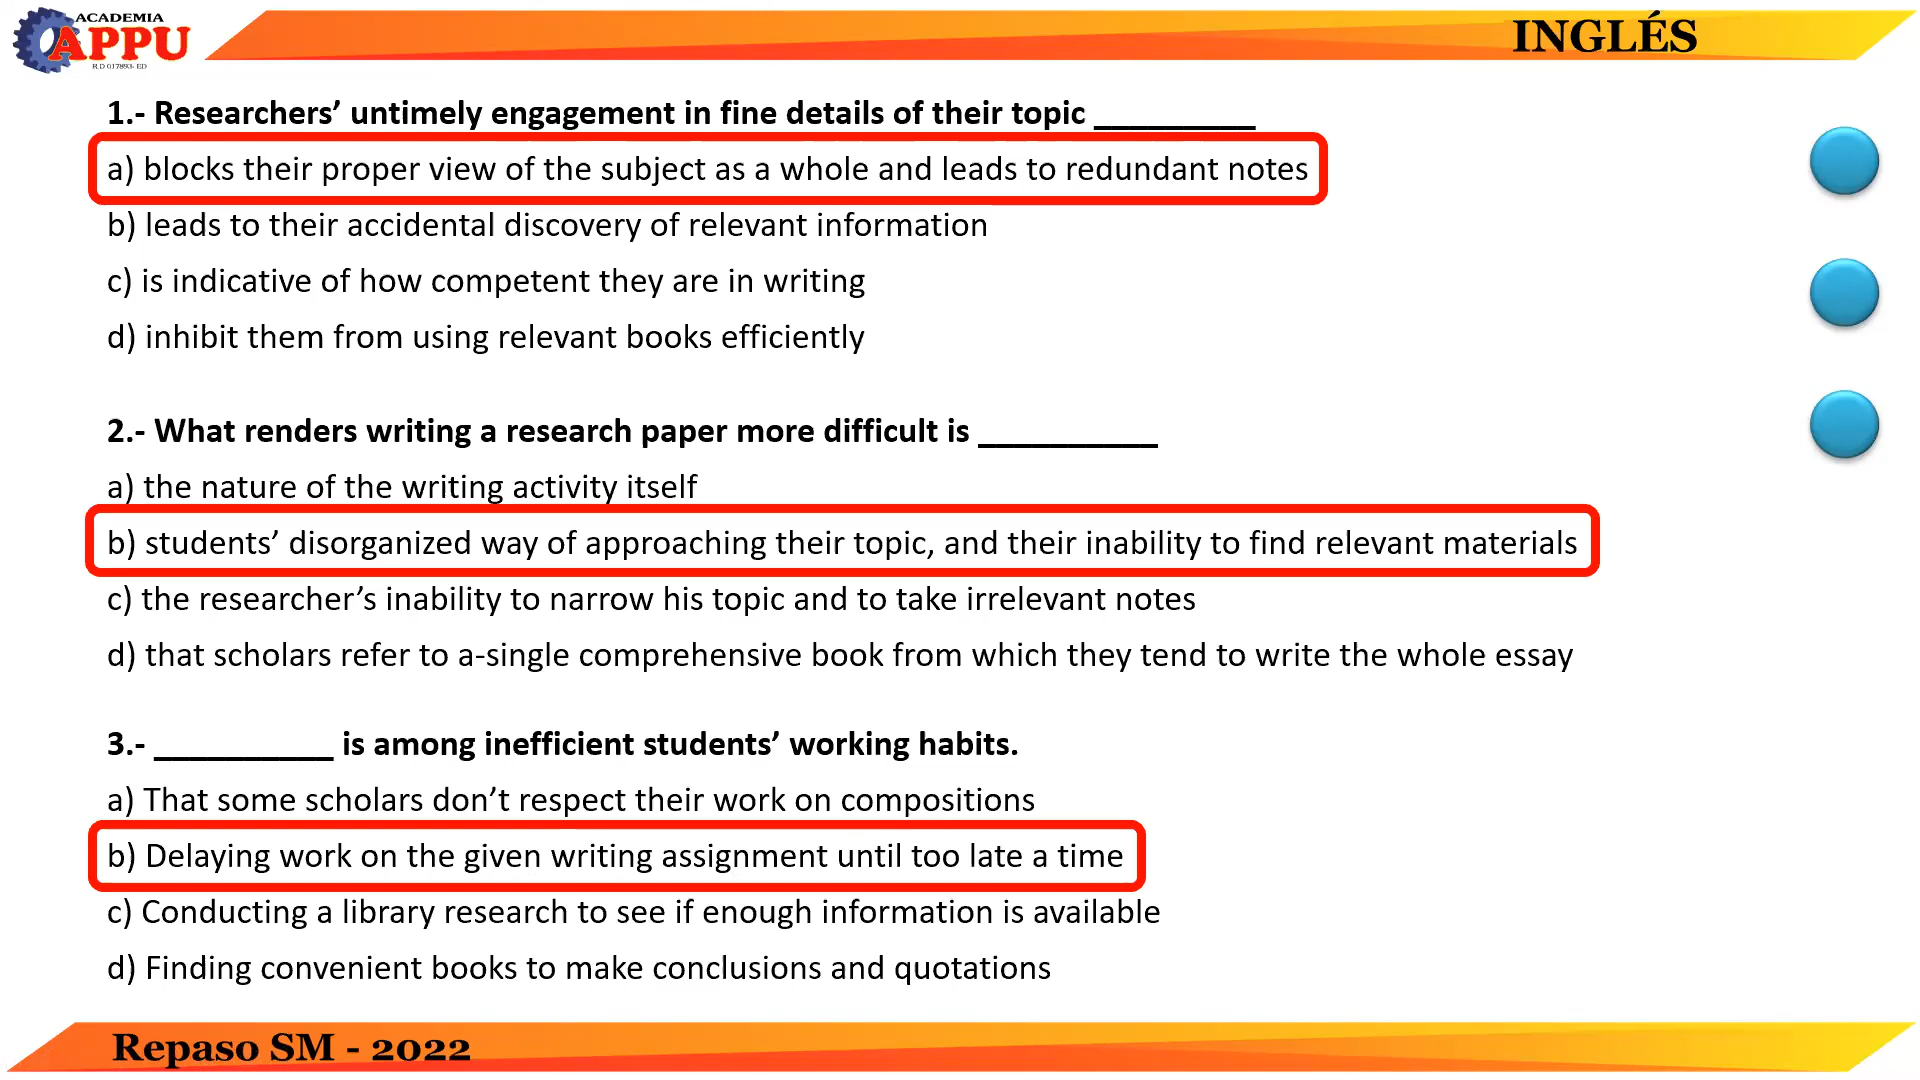 ACADEMIA
APPU
R.D 017893- ED
INGLÉS
1.- Researchers’ untimely engagement in fine details of their topic _________
a) blocks their proper view of the subject as a whole and leads to redundant notes
b) leads to their accidental discovery of relevant information
c) is indicative of how competent they are in writing
d) inhibit them from using relevant books efficiently
2.- What renders writing a research paper more difficult is __________
a) the nature of the writing activity itself
b) students’ disorganized way of approaching their topic, and their inability to find relevant materials
c) the researcher’s inability to narrow his topic and to take irrelevant notes
d) that scholars refer to a-single comprehensive book from which they tend to write the whole essay
3.- __________ is among inefficient students’ working habits.
a) That some scholars don’t respect their work on compositions
b) Delaying work on the given writing assignment until too late a time
c) Conducting a library research to see if enough information is available
d) Finding convenient books to make conclusions and quotations
Repaso SM - 2022